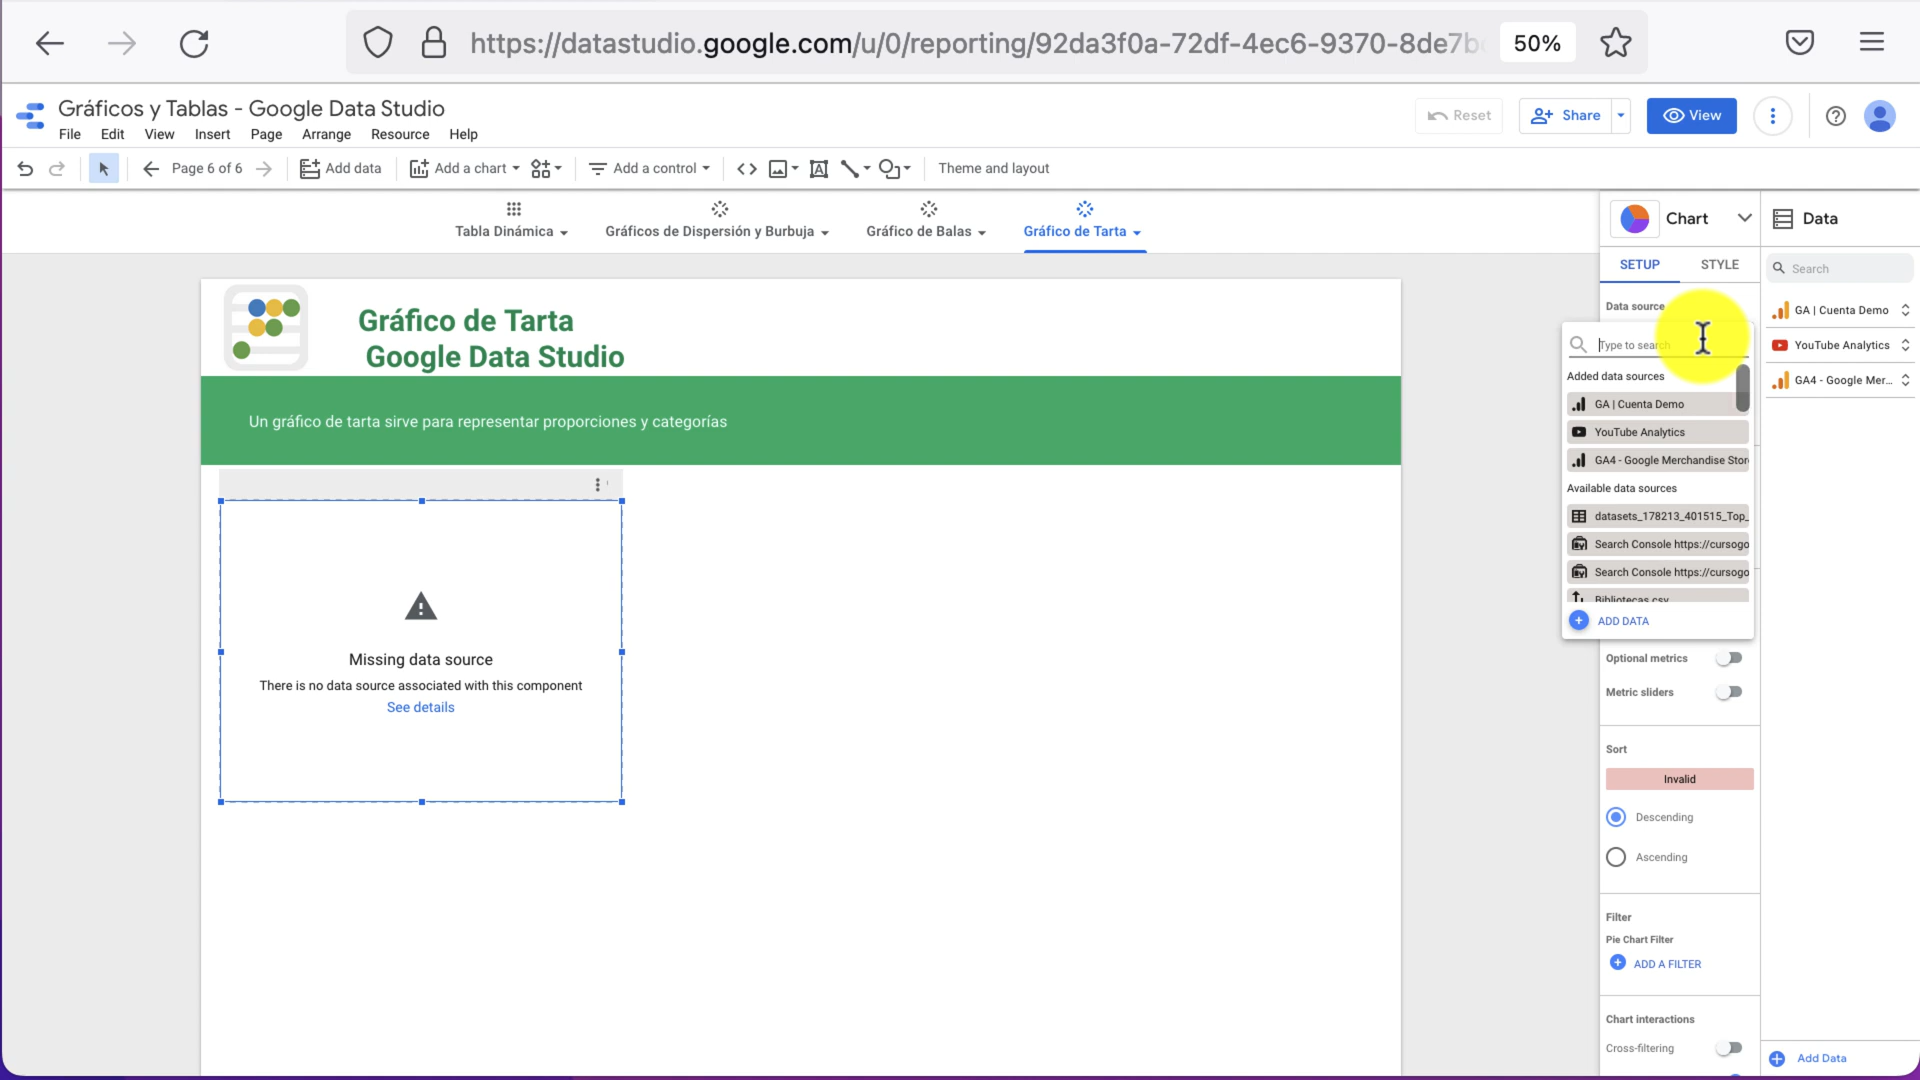 https://datastudio.google.com/u/0/reporting/92da3f0a-72df-4ec6-9370-8de7b
50%
Gráficos y Tablas - Google Data Studio
File Edit View Insert Page Arrange Resource Help
Reset
Share
View
Page 6 of 6
Add data
Add a chart
Add a control
Theme and layout
Tabla Dinámica
Gráficos de Dispersión y Burbuja
Gráfico de Balas
Gráfico de Tarta
Chart
Data
SETUP
STYLE
Search
Data source
GA | Cuenta Demo
YouTube Analytics
GA4 - Google Mer...
Type to search
Added data sources
GA | Cuenta Demo
YouTube Analytics
GA4 - Google Merchandise Stor
Available data sources
datasets_178213_401515_Top_
Search Console https://cursogo
Search Console https://cursogo
Bibliotecas.csv
ADD DATA
Gráfico de Tarta
Google Data Studio
Un gráfico de tarta sirve para representar proporciones y categorías
Missing data source
There is no data source associated with this component
See details
Optional metrics
Metric sliders
Sort
Invalid
Descending
Ascending
Filter
Pie Chart Filter
ADD A FILTER
Chart interactions
Cross-filtering
Add Data